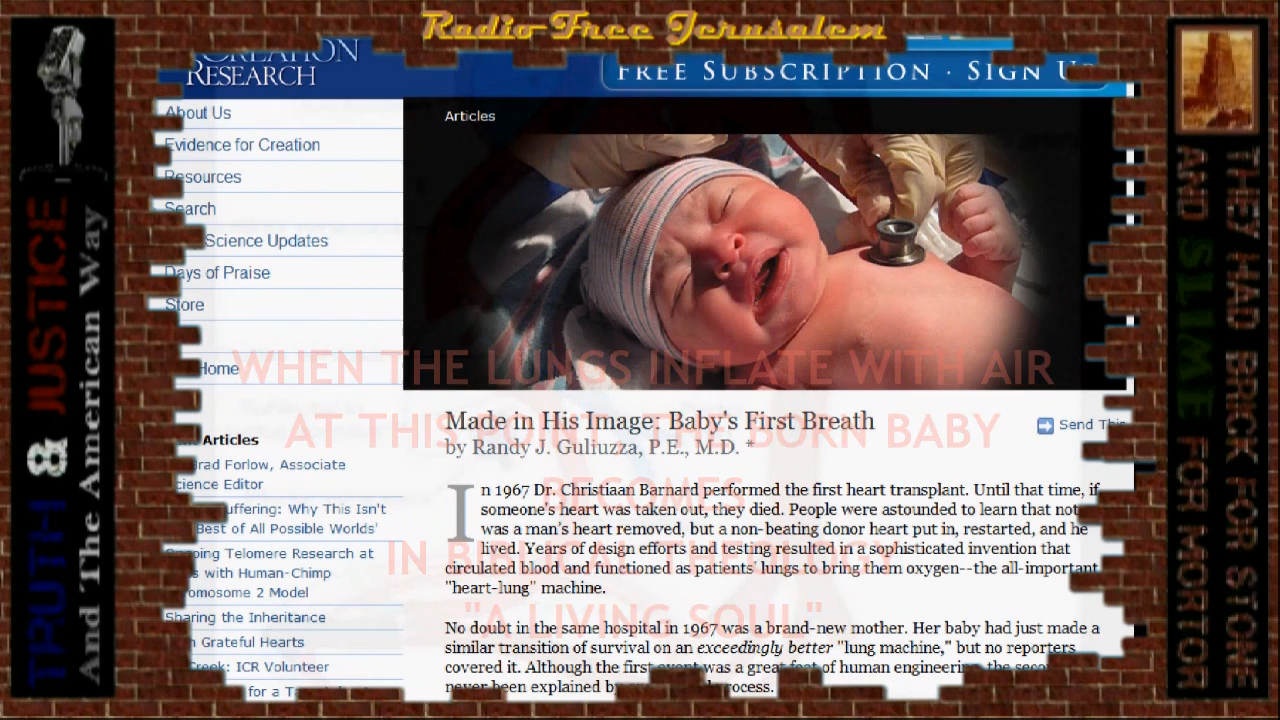 Radio Free Jerusalem
CREATION
RESEARCH
FREE SUBSCRIPTION · SIGN
TRUTH & JUSTICE
And The American Way
About Us
Evidence for Creation
Resources
Search
Science Updates
Days of Praise
Store
Home
Articles
Forlow, Associate
Science Editor
Suffering: Why This Isn't
Best of All Possible Worlds'
Ongoing Telomere Research at
with Human-Chimp
Chromosome 2 Model
Sharing the Inheritance
Grateful Hearts
Creek: ICR Volunteer
for a
Articles
WHEN THE LUNGS INFLATE WITH AIR
AT THIS POINT THE BORN BABY
BECOMES
IN BIBLICAL THEOLOGY
"A LIVING SOUL"
Made in His Image: Baby's First Breath
by Randy J. Guliuzza, P.E., M.D. *
Send This
In 1967 Dr. Christiaan Barnard performed the first heart transplant. Until that time, if
someone's heart was taken out, they died. People were astounded to learn that not
was a man's heart removed, but a non-beating donor heart put in, restarted, and he
lived. Years of design efforts and testing resulted in a sophisticated invention that
circulated blood and functioned as patients' lungs to bring them oxygen--the all-important
"heart-lung" machine.
No doubt in the same hospital in 1967 was a brand-new mother. Her baby had just made a
similar transition of survival on an exceedingly better "lung machine," but no reporters
covered it. Although the first event was a great feat of human engineering, the
never been explained by process.
THEY HAD BRICK FOR STONE
AND SLIME FOR MORTOR